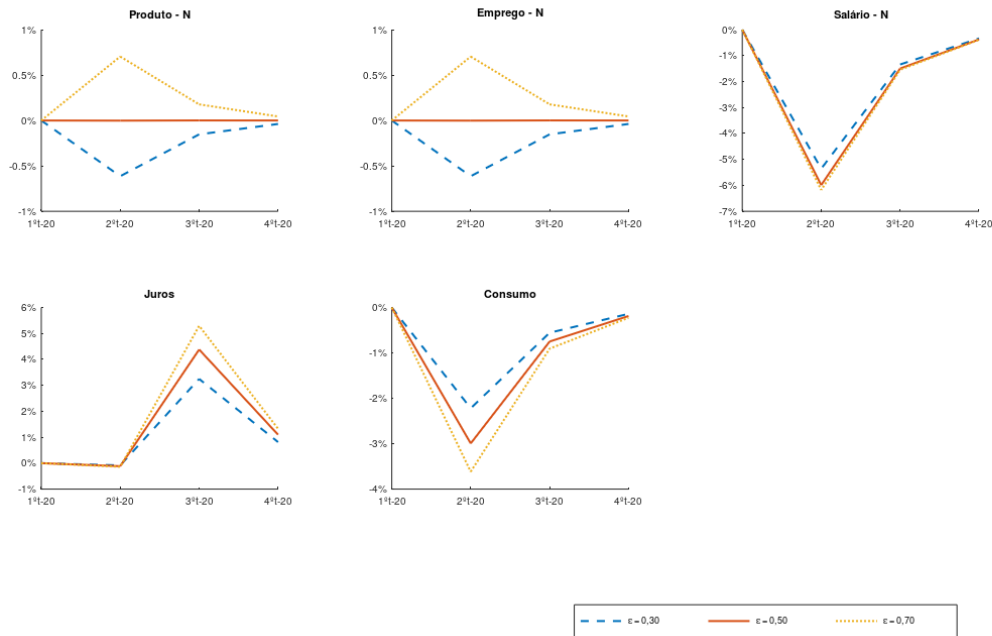 Produto - N
1%
0.5%
0%
-0.5%
-1%
1ºt-20 2ºt-20 3ºt-20 4ºt-20
Emprego - N
1%
0.5%
0%
-0.5%
-1%
1ºt-20 2ºt-20 3ºt-20 4ºt-20
Salário - N
0%
-1%
-2%
-3%
-4%
-5%
-6%
-7%
1ºt-20 2ºt-20 3ºt-20 4ºt-20
Juros
6%
5%
4%
3%
2%
1%
0%
-1%
1ºt-20 2ºt-20 3ºt-20 4ºt-20
Consumo
0%
-1%
-2%
-3%
-4%
1ºt-20 2ºt-20 3ºt-20 4ºt-20
ε = 0,30 ε = 0,50 ε = 0,70